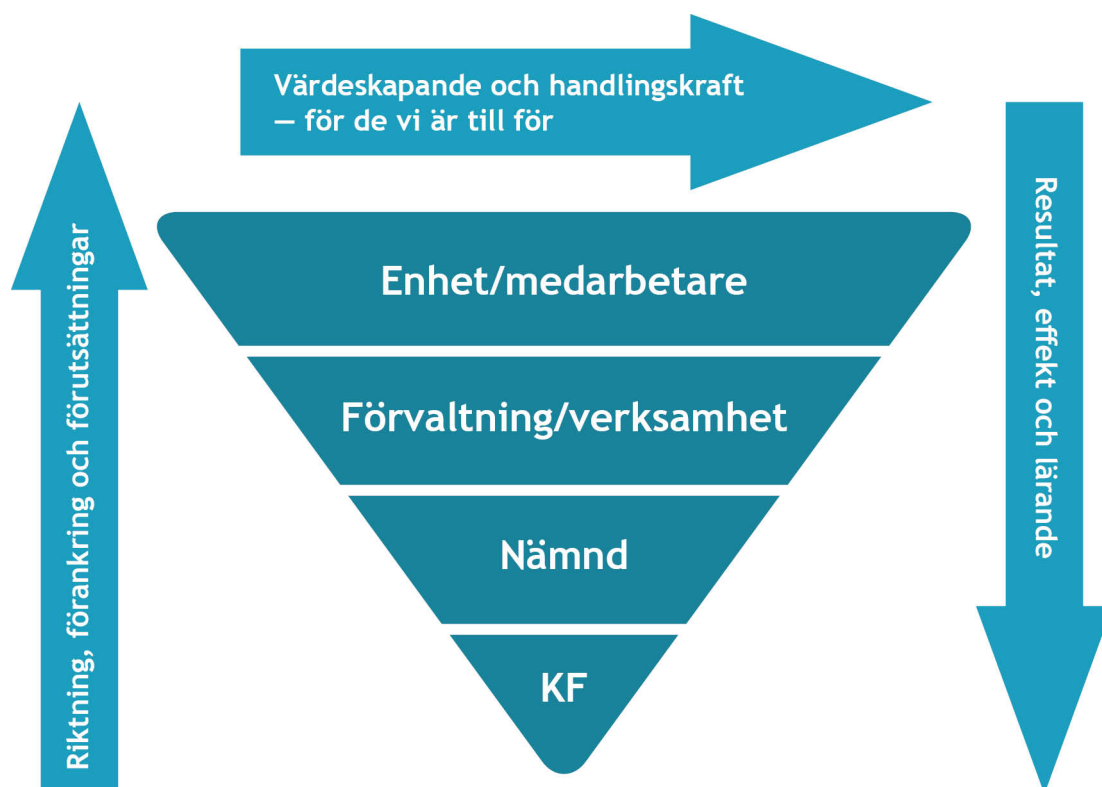 Värdeskapande och handlingskraft
— för de vi är till för
Riktning, förankring och förutsättningar
Enhet/medarbetare
Förvaltning/verksamhet
Nämnd
KF
Resultat, effekt och lärande